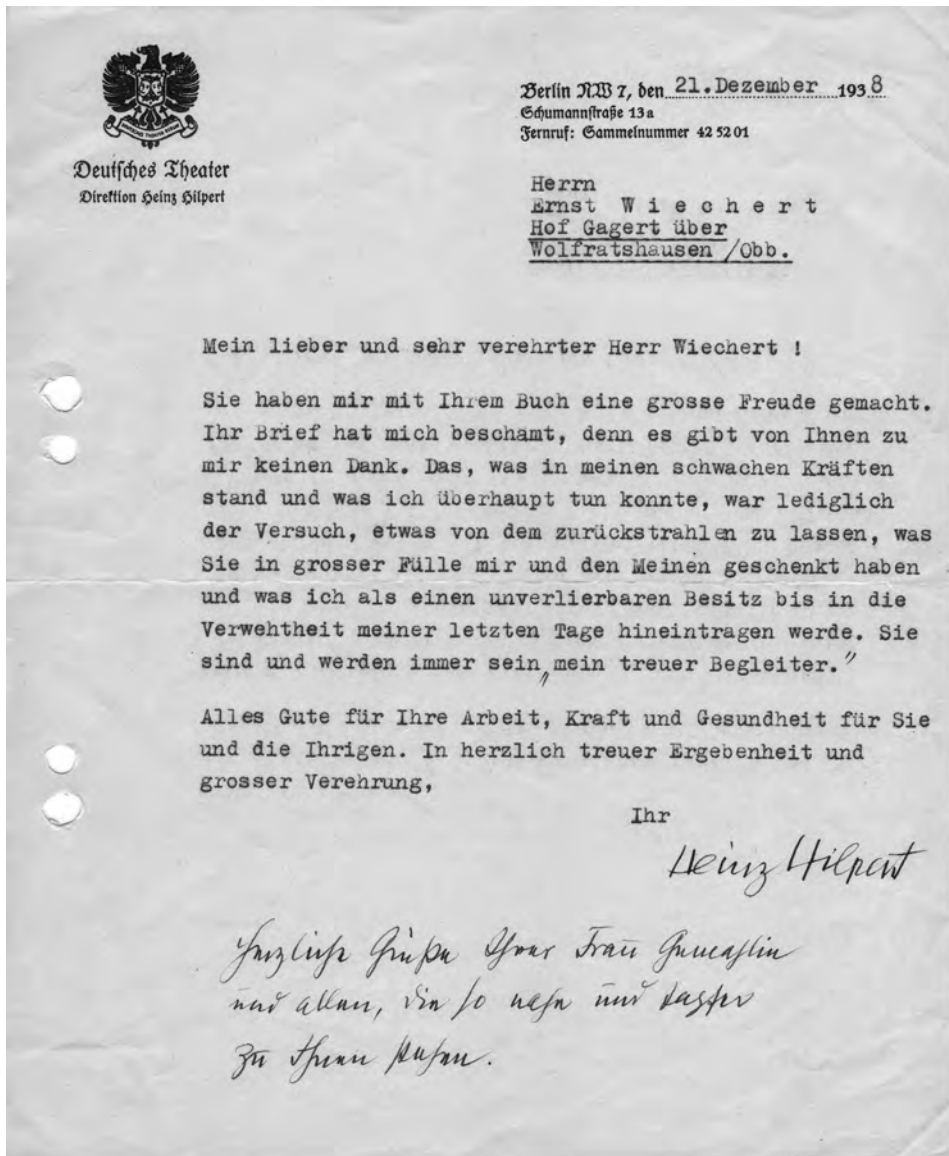 Deutsches Theater
Direktion Heinz Hilpert
Berlin NW 7, den 21.Dezember 1938
Schumannstraße 13a
Fernruf: Sammelnummer 42 52 01
Herrn
Ernst Wiechert
Hof Gagert über
Wolfratshausen /Obb.
Mein lieber und sehr verehrter Herr Wiechert !
Sie haben mir mit Ihrem Buch eine grosse Freude gemacht.
Ihr Brief hat mich beschämt, denn es gibt von Ihnen zu
mir keinen Dank. Das, was in meinen schwachen Kräften
stand und was ich überhaupt tun konnte, war lediglich
der Versuch, etwas von dem zurückstrahlen zu lassen, was
Sie in grosser Fülle mir und den Meinen geschenkt haben
und was ich als einen unverlierbaren Besitz bis in die
Verwehtheit meiner letzten Tage hineintragen werde. Sie
sind und werden immer sein „mein treuer Begleiter."
Alles Gute für Ihre Arbeit, Kraft und Gesundheit für Sie
und die Ihrigen. In herzlich treuer Ergebenheit und
grosser Verehrung,
Ihr
Heinz Hilpert
Herzliche Grüße Ihrer Frau Gemahlin
und allen, die so nahe und tapfer
zu Ihnen stehen.